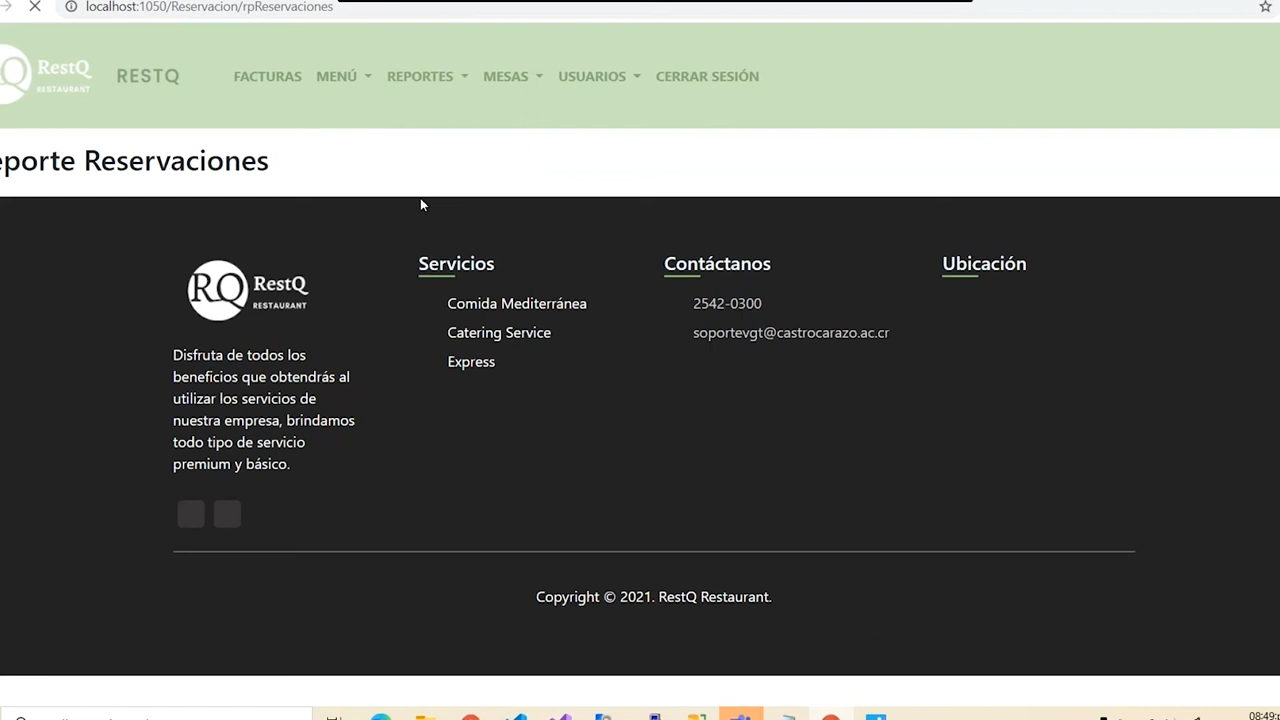 localhost:1050/Reservacion/rpReservaciones
RestQ
RESTAURANT
RESTQ
FACTURAS
MENÚ
REPORTES
MESAS
USUARIOS
CERRAR SESIÓN
eporte Reservaciones
RQ
RestQ
RESTAURANT
Disfruta de todos los
beneficios que obtendrás al
utilizar los servicios de
nuestra empresa, brindamos
todo tipo de servicio
premium y básico.
Servicios
Comida Mediterránea
Catering Service
Express
Contáctanos
2542-0300
soportevgt@castrocarazo.ac.cr
Ubicación
Copyright © 2021. RestQ Restaurant.